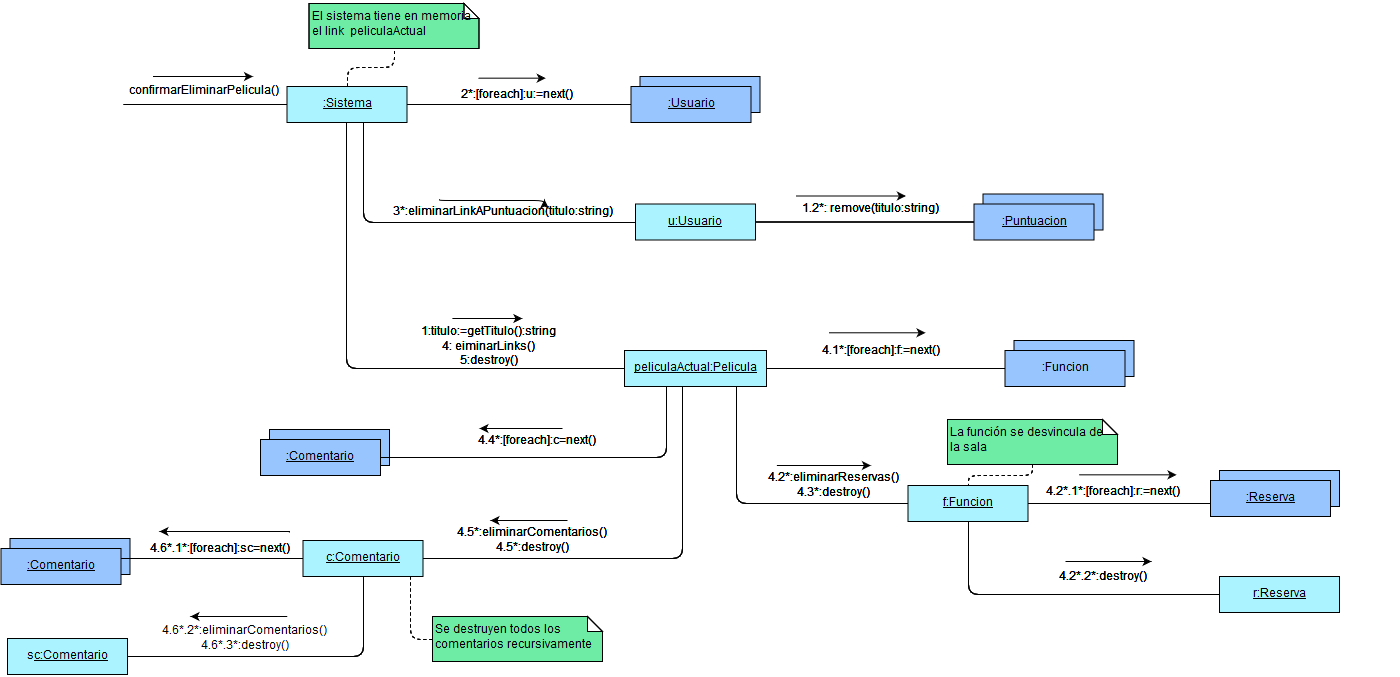 El sistema tiene en memoria
el link peliculaActual
confirmarEliminarPelicula()
:Sistema
2*:[foreach]:u:=next()
:Usuario
3*:eliminarLinkAPuntuacion(titulo:string)
u:Usuario
1.2*: remove(titulo:string)
:Puntuacion
1:titulo:=getTitulo():string
4: eiminarLinks()
5:destroy()
peliculaActual:Pelicula
4.1*:[foreach]:f:=next()
:Funcion
4.4*:[foreach]:c=next()
:Comentario
La función se desvincula de
la sala
4.2*:eliminarReservas()
4.3*:destroy()
f:Funcion
4.2*.1*:[foreach]:r:=next()
:Reserva
4.5*:eliminarComentarios()
4.5*:destroy()
4.6*.1*:[foreach]:sc=next()
:Comentario
c:Comentario
4.2*.2*:destroy()
r:Reserva
4.6*.2*:eliminarComentarios()
4.6*.3*:destroy()
sc:Comentario
Se destruyen todos los
comentarios recursivamente